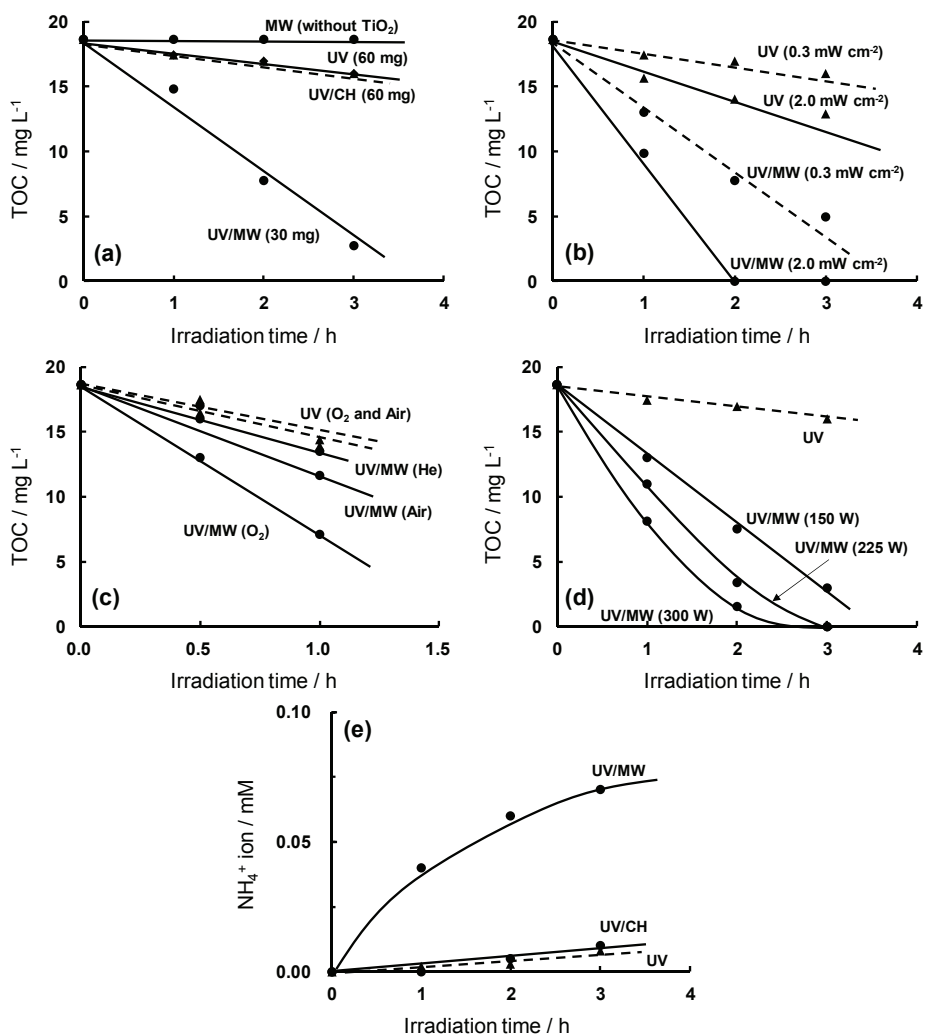 MW (without TiO₂)
UV (60 mg)
UV/CH (60 mg)
UV/MW (30 mg)
(a)
TOC / mg L⁻¹
20
15
10
5
0
0 1 2 3 4
Irradiation time / h
UV (0.3 mW cm⁻²)
UV (2.0 mW cm⁻²)
UV/MW (0.3 mW cm⁻²)
UV/MW (2.0 mW cm⁻²)
(b)
TOC / mg L⁻¹
20
15
10
5
0
0 1 2 3 4
Irradiation time / h
UV (O₂ and Air)
UV/MW (He)
UV/MW (Air)
UV/MW (O₂)
(c)
TOC / mg L⁻¹
20
15
10
5
0
0.0 0.5 1.0 1.5
Irradiation time / h
UV
UV/MW (150 W)
UV/MW (225 W)
UV/MW (300 W)
(d)
TOC / mg L⁻¹
20
15
10
5
0
0 1 2 3 4
Irradiation time / h
(e)
UV/MW
UV/CH
UV
NH₄⁺ ion / mM
0.10
0.05
0.00
0 1 2 3 4
Irradiation time / h